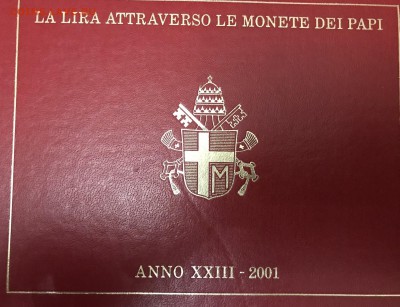 LA LIRA ATTRAVERSO LE MONETE DEI PAPI
M
ANNO XXIII - 2001